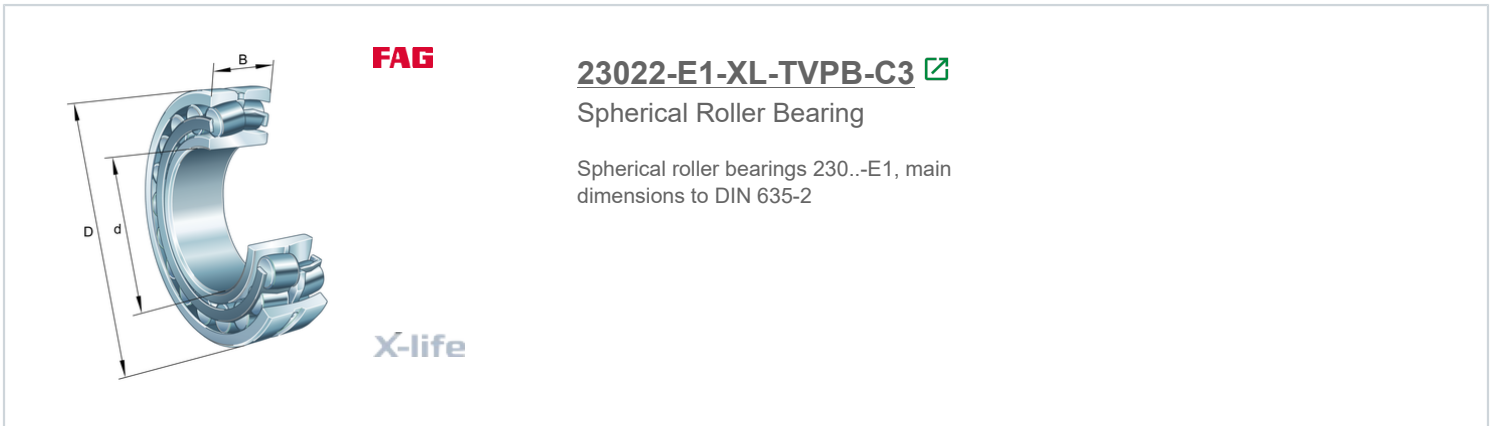 B
D
d
FAG
X-life
23022-E1-XL-TVPB-C3
Spherical Roller Bearing
Spherical roller bearings 230..-E1, main
dimensions to DIN 635-2